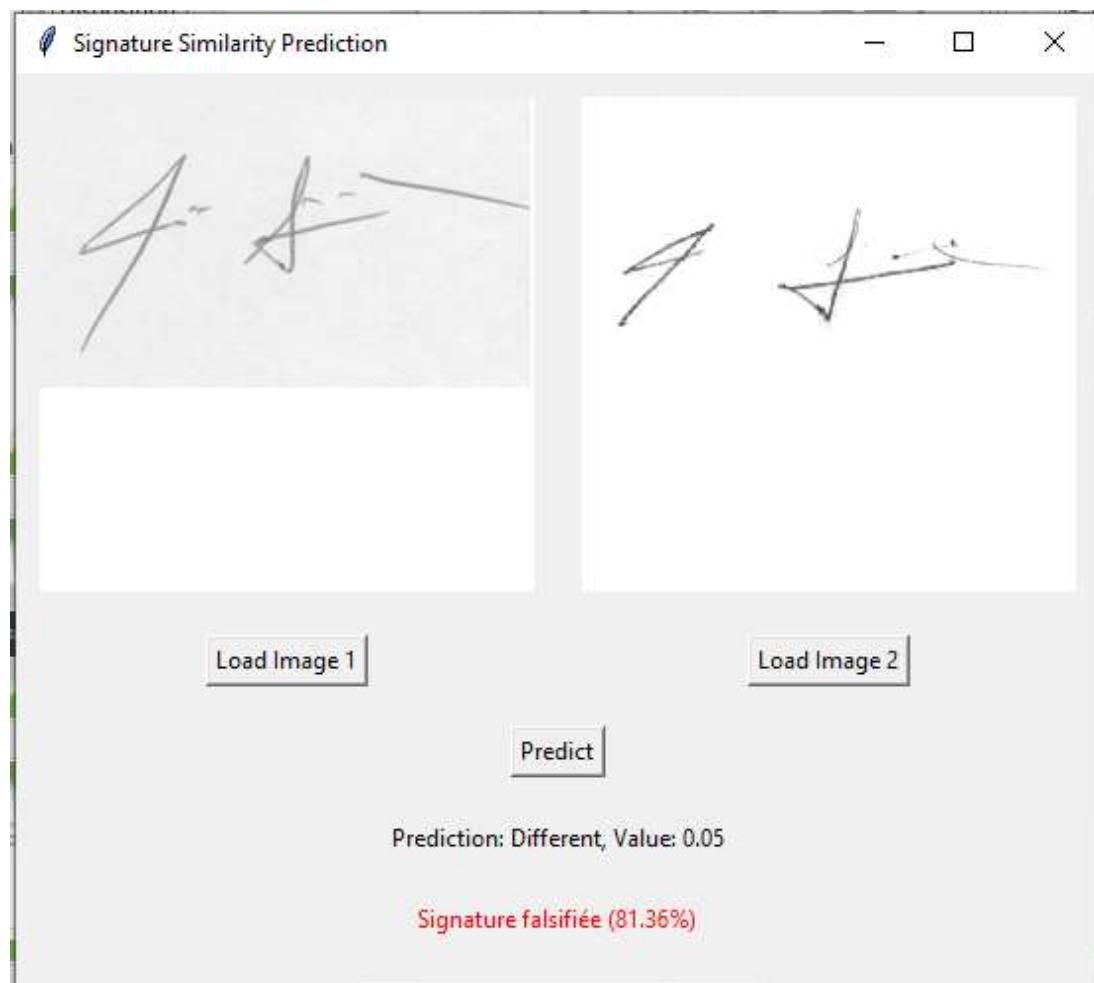 Signature Similarity Prediction
Load Image 1
Load Image 2
Predict
Prediction: Different, Value: 0.05
Signature falsifiée (81.36%)